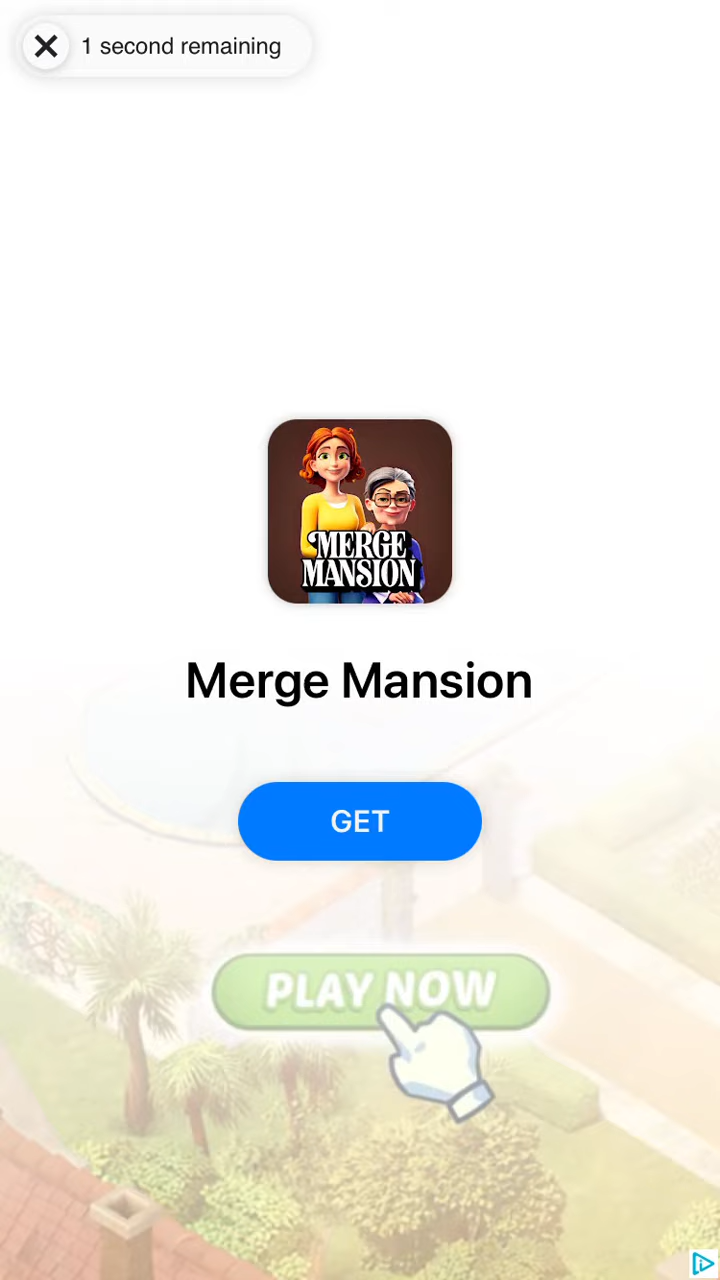 1 second remaining
MERGE
MANSION
Merge Mansion
GET
PLAY NOW